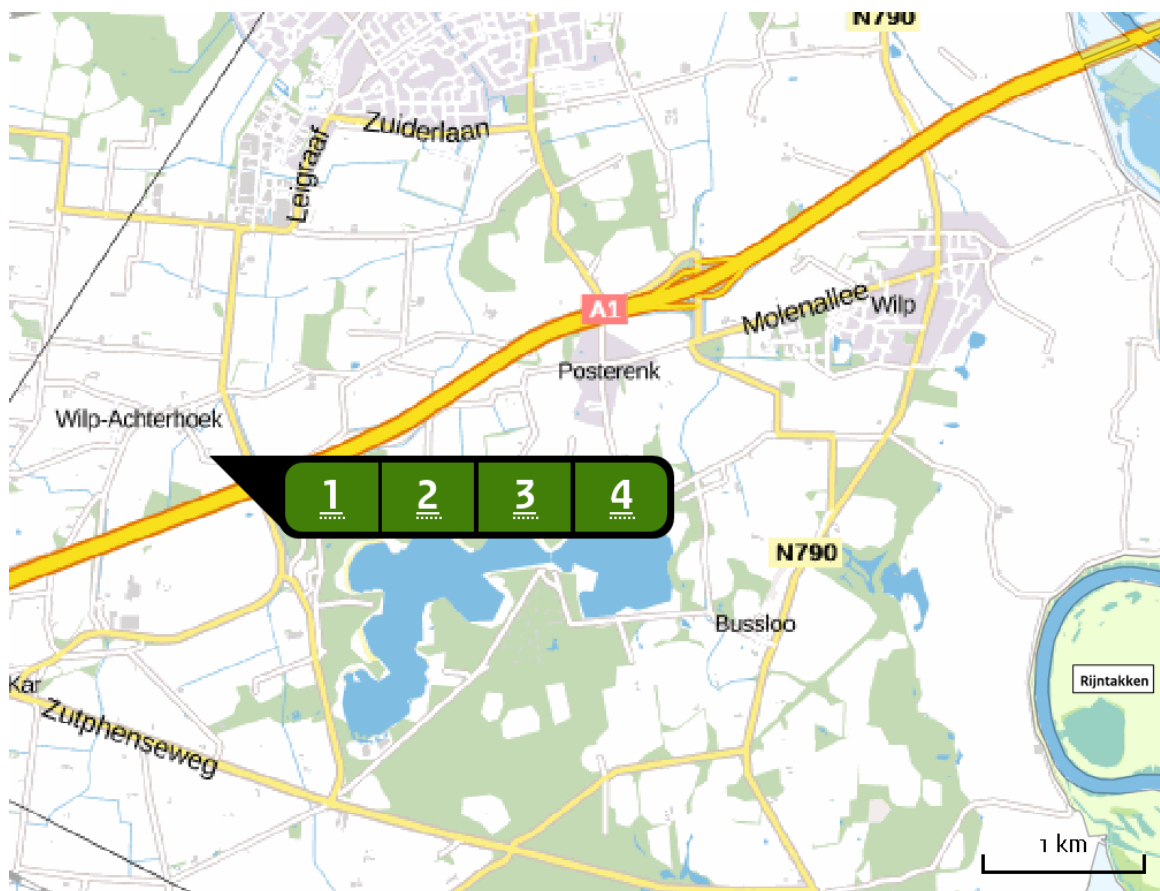 N790
Zuiderlaan
Leigraaf
A1
Molenallee
Wilp
Posterenk
Wilp-Achterhoek
1 2 3 4
N790
Bussloo
Rijntakken
Kar
Zutphenseweg
1 km